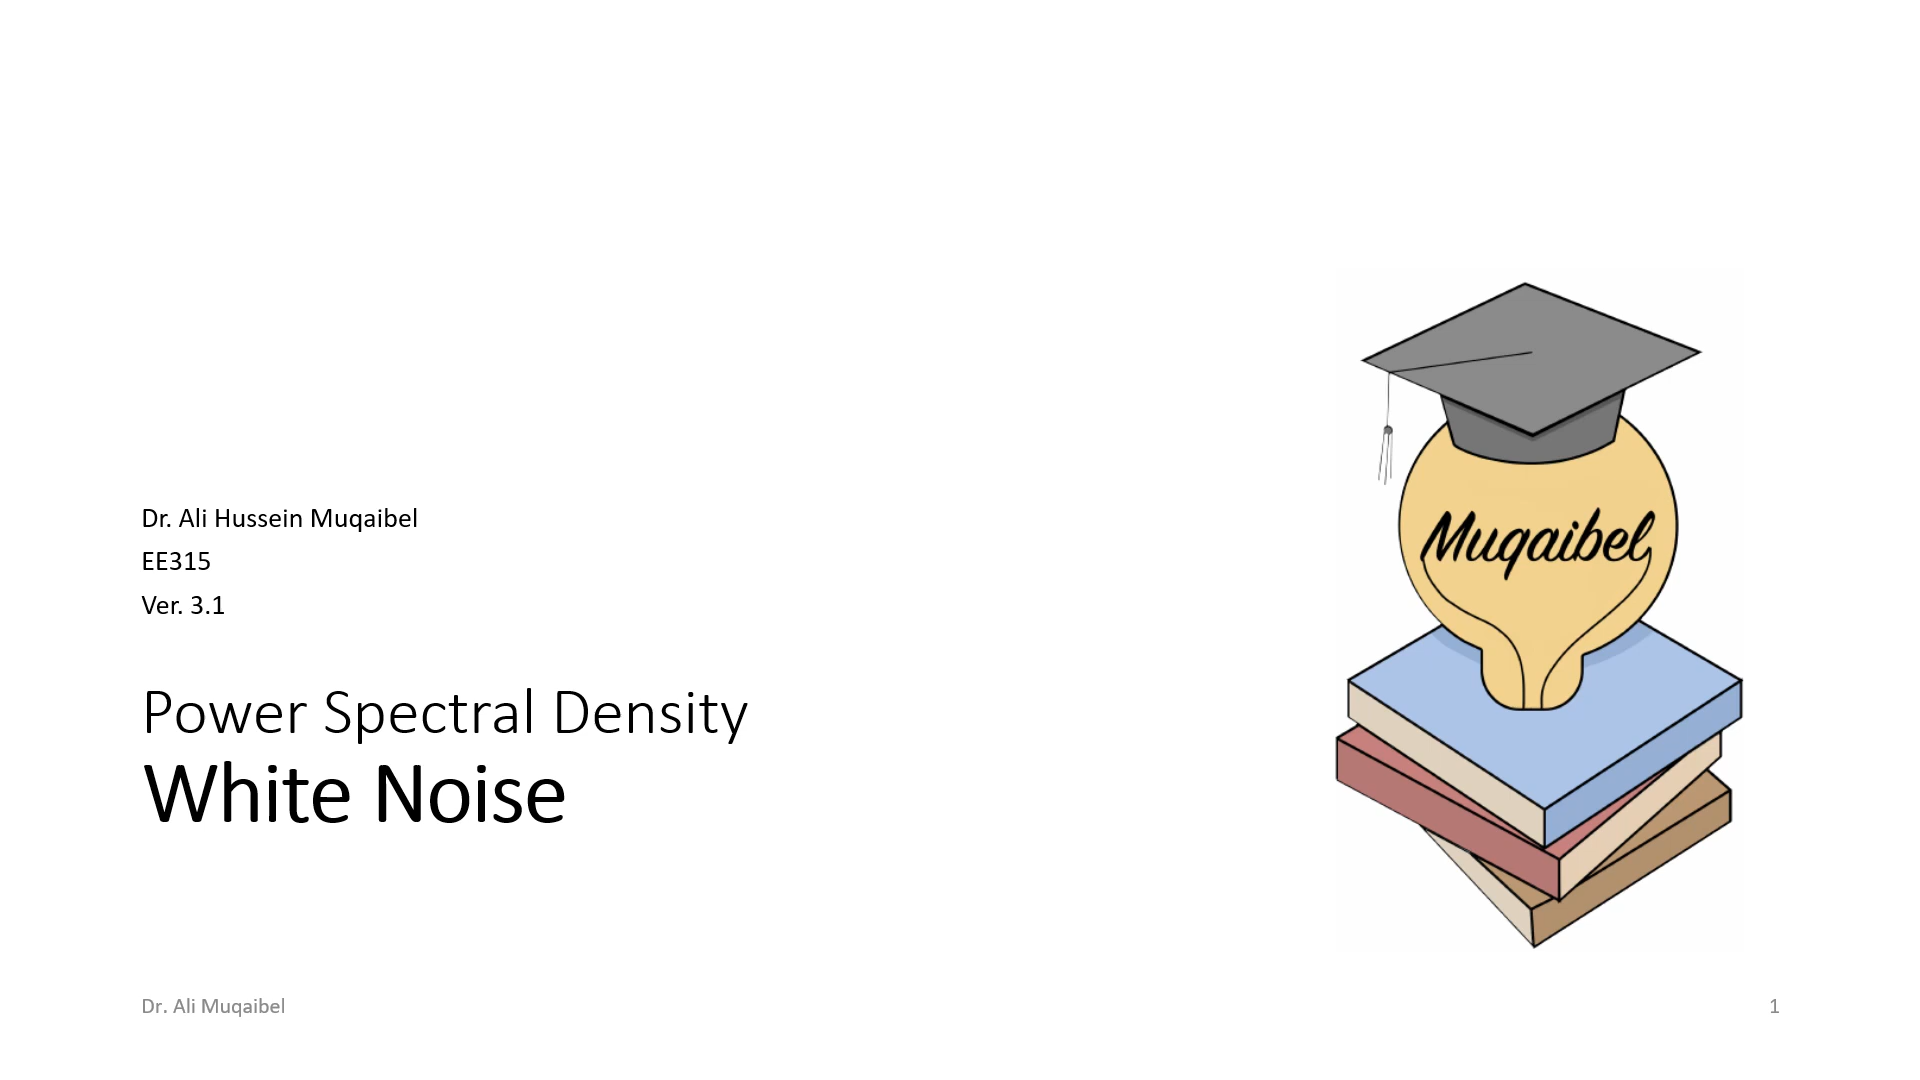 Dr. Ali Hussein Muqaibel
EE315
Ver. 3.1
Power Spectral Density
White Noise
Muqaibel
Dr. Ali Muqaibel
1